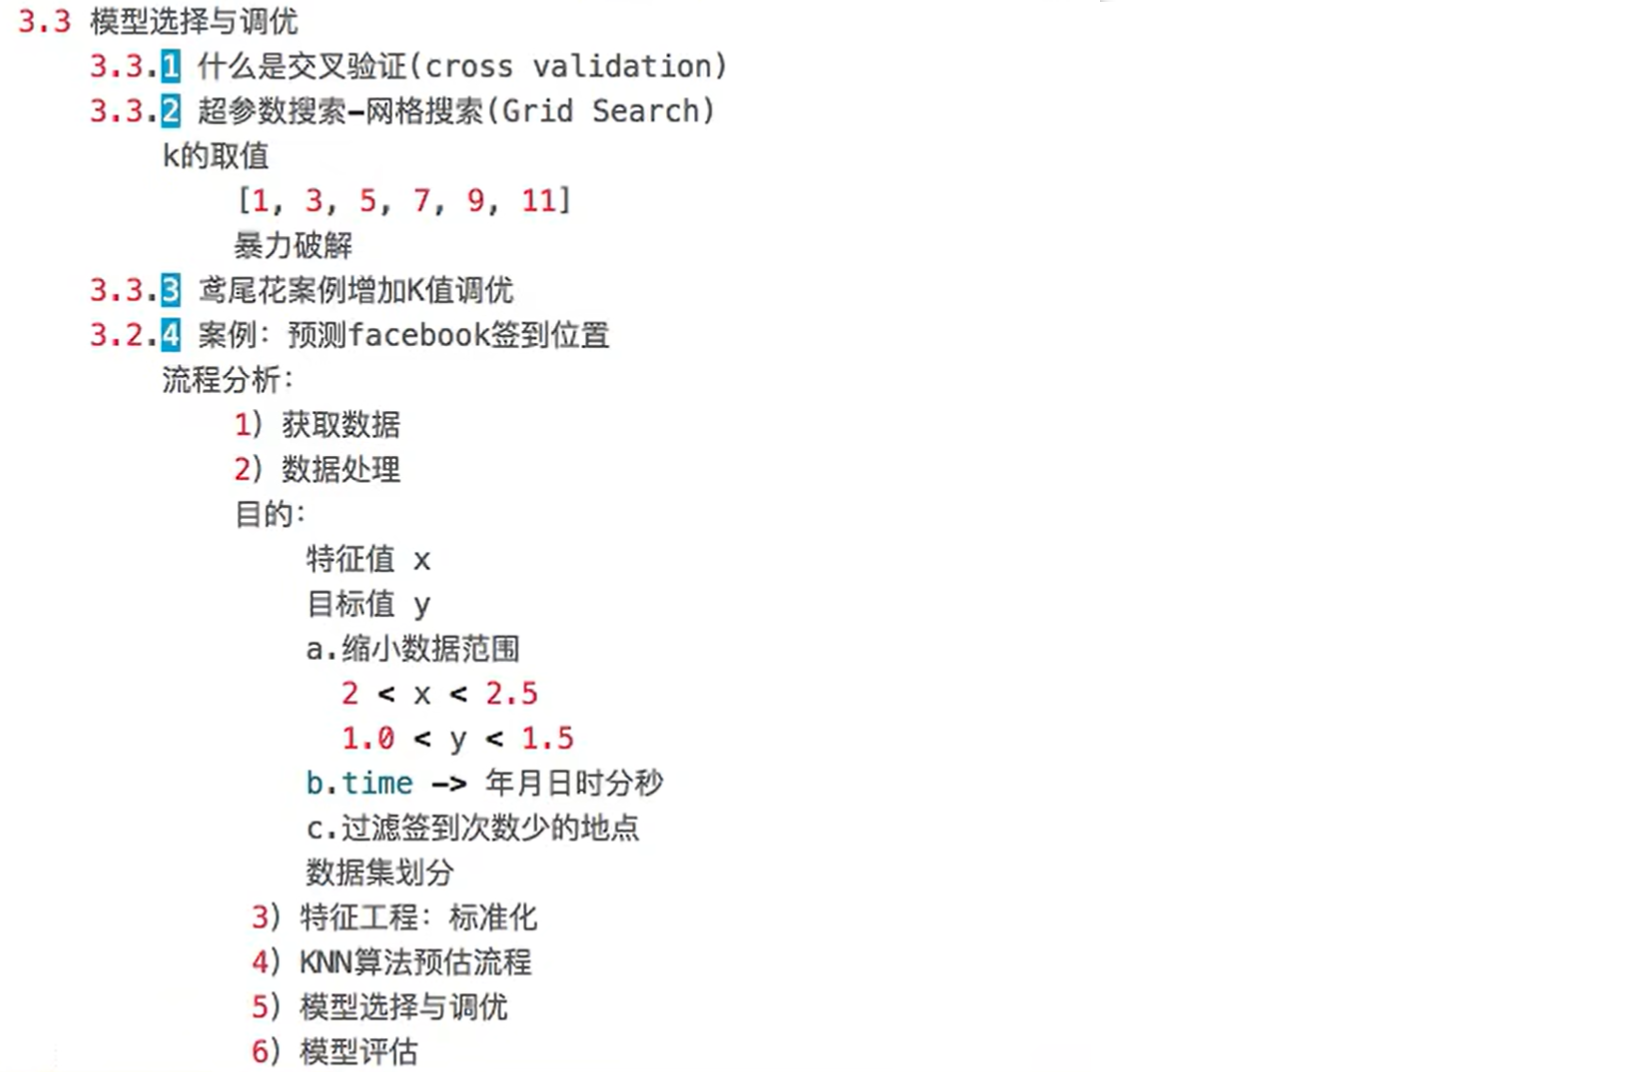 3.3 模型选择与调优
3.3.1 什么是交叉验证(cross validation)
3.3.2 超参数搜索-网格搜索(Grid Search)
k的取值
[1, 3, 5, 7, 9, 11]
暴力破解
3.3.3 鸢尾花案例增加K值调优
3.2.4 案例：预测facebook签到位置
流程分析：
1）获取数据
2）数据处理
目的：
特征值 x
目标值 y
a.缩小数据范围
2 < x < 2.5
1.0 < y < 1.5
b.time -> 年月日时分秒
c.过滤签到次数少的地点
数据集划分
3）特征工程：标准化
4）KNN算法预估流程
5）模型选择与调优
6）模型评估